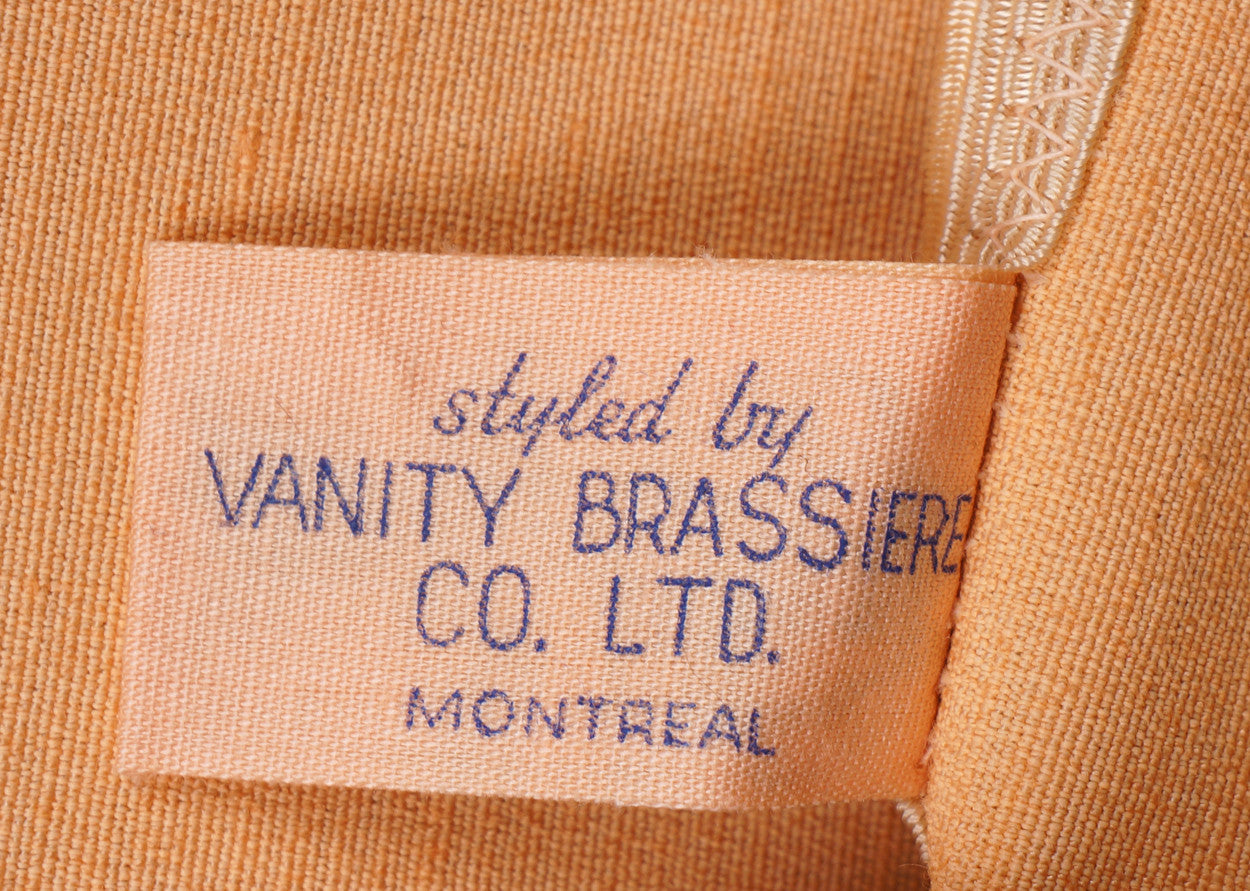 styled by
VANITY BRASSIERE
CO. LTD.
MONTREAL